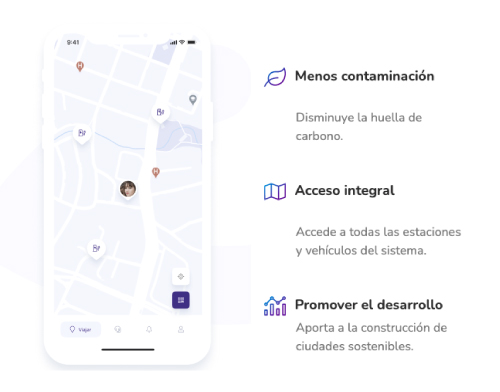 9:41
Viajar
Menos contaminación
Disminuye la huella de
carbono.
Acceso integral
Accede a todas las estaciones
y vehículos del sistema.
Promover el desarrollo
Aporta a la construcción de
ciudades sostenibles.